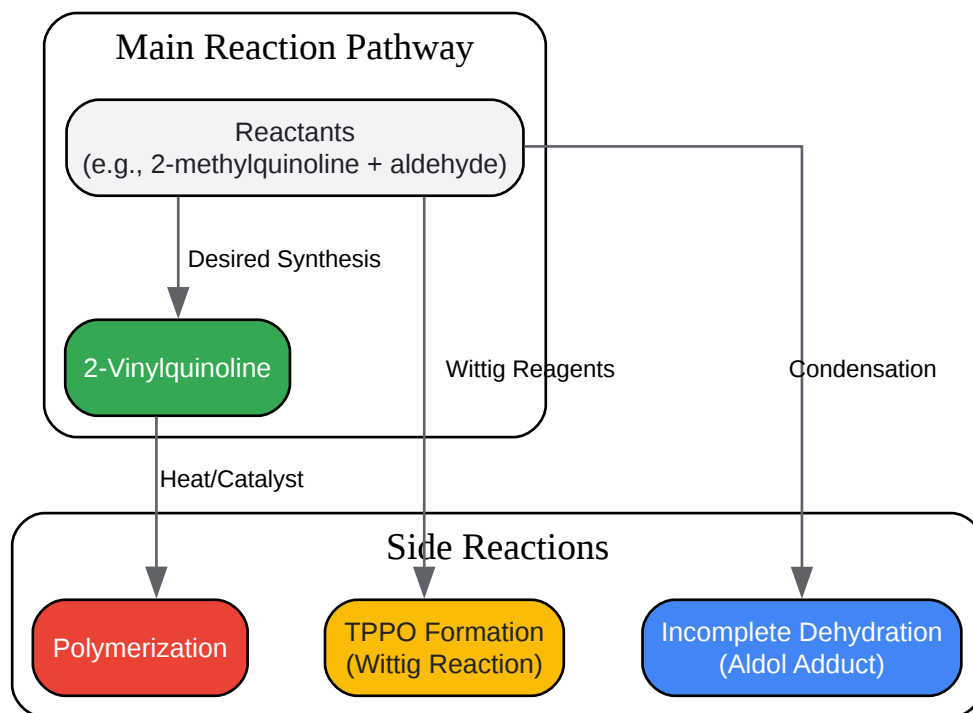 Main Reaction Pathway
Reactants
(e.g., 2-methylquinoline + aldehyde)
Desired Synthesis
2-Vinylquinoline
Wittig Reagents
Condensation
Heat/Catalyst
Side Reactions
Polymerization
TPPO Formation
(Wittig Reaction)
Incomplete Dehydration
(Aldol Adduct)